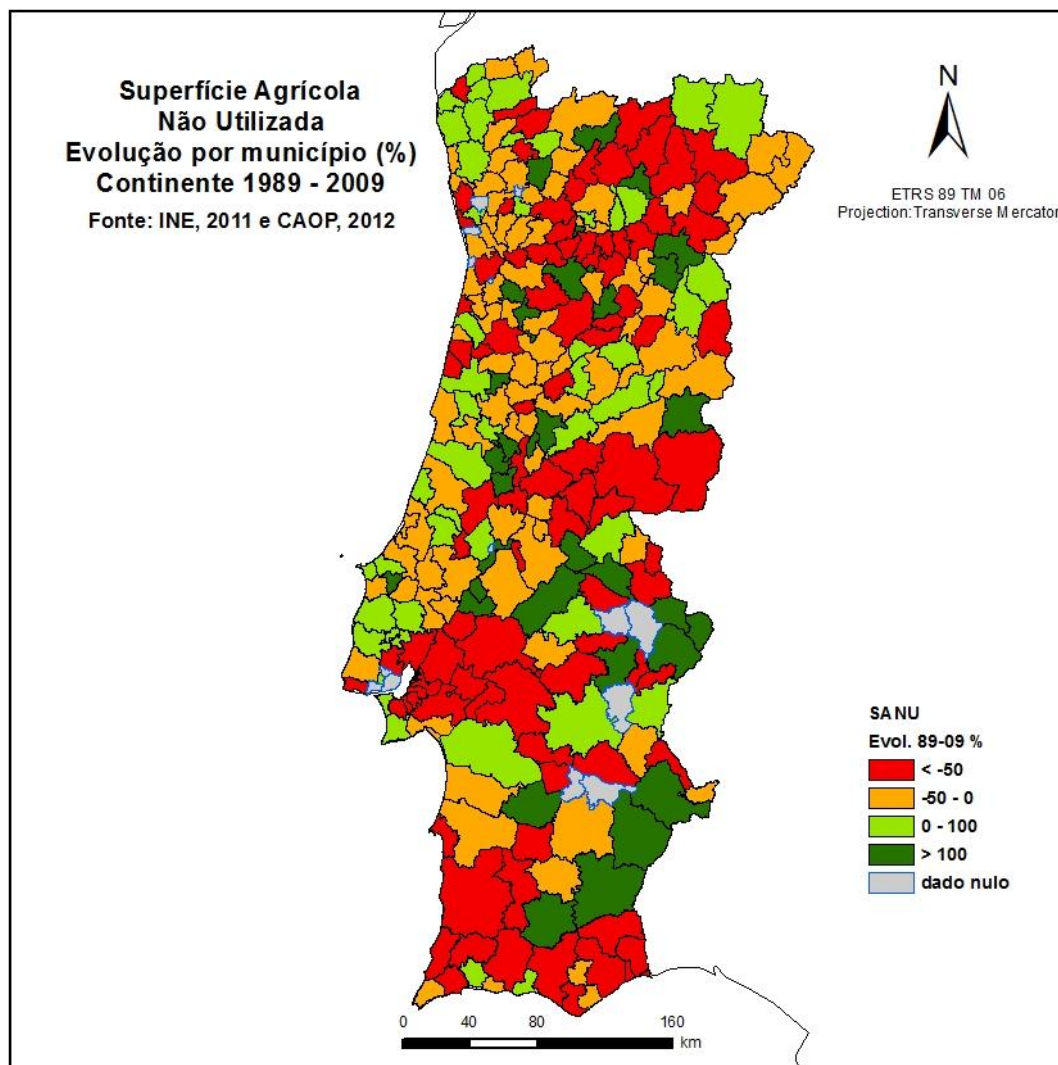 Superfície Agrícola
Não Utilizada
Evolução por município (%)
Continente 1989 - 2009
Fonte: INE, 2011 e CAOP, 2012
N
ETRS 89 TM 06
Projection: Transverse Mercator
SANU
Evol. 89-09 %
< -50
-50 - 0
0 - 100
> 100
dado nulo
0 40 80 160
km